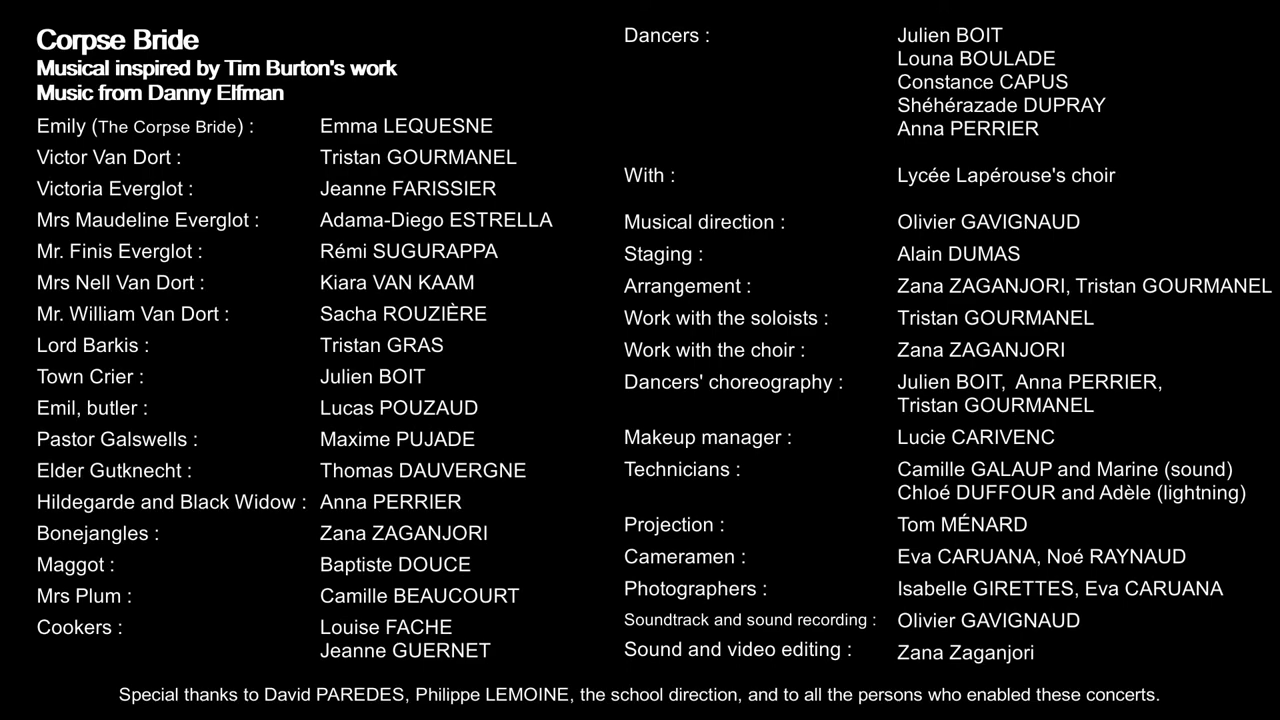 Corpse Bride
Musical inspired by Tim Burton's work
Music from Danny Elfman
Emily (The Corpse Bride) : Emma LEQUESNE
Victor Van Dort : Tristan GOURMANEL
Victoria Everglot : Jeanne FARISSIER
Mrs Maudeline Everglot : Adama-Diego ESTRELLA
Mr. Finis Everglot : Rémi SUGURAPPA
Mrs Nell Van Dort : Kiara VAN KAAM
Mr. William Van Dort : Sacha ROUZIÈRE
Lord Barkis : Tristan GRAS
Town Crier : Julien BOIT
Emil, butler : Lucas POUZAUD
Pastor Galswells : Maxime PUJADE
Elder Gutknecht : Thomas DAUVERGNE
Hildegarde and Black Widow : Anna PERRIER
Bonejangles : Zana ZAGANJORI
Maggot : Baptiste DOUCE
Mrs Plum : Camille BEAUCOURT
Cookers : Louise FACHE
Jeanne GUERNET
Dancers : Julien BOIT
Louna BOULADE
Constance CAPUS
Shéhérazade DUPRAY
Anna PERRIER
With : Lycée Lapérouse's choir
Musical direction : Olivier GAVIGNAUD
Staging : Alain DUMAS
Arrangement : Zana ZAGANJORI, Tristan GOURMANEL
Work with the soloists : Tristan GOURMANEL
Work with the choir : Zana ZAGANJORI
Dancers' choreography : Julien BOIT, Anna PERRIER,
Tristan GOURMANEL
Makeup manager : Lucie CARIVENC
Technicians : Camille GALAUP and Marine (sound)
Chloé DUFFOUR and Adèle (lightning)
Projection : Tom MÉNARD
Cameramen : Eva CARUANA, Noé RAYNAUD
Photographers : Isabelle GIRETTES, Eva CARUANA
Soundtrack and sound recording : Olivier GAVIGNAUD
Sound and video editing : Zana Zaganjori
Special thanks to David PAREDES, Philippe LEMOINE, the school direction, and to all the persons who enabled these concerts.